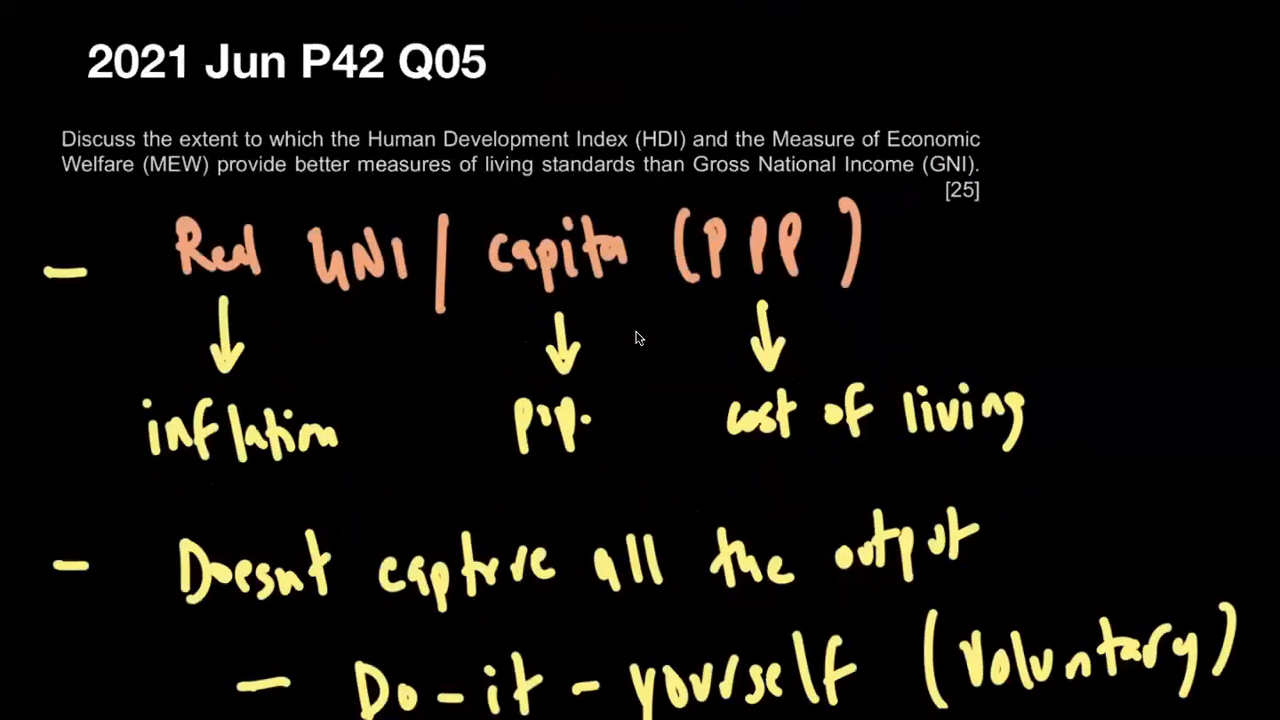 2021 Jun P42 Q05
Discuss the extent to which the Human Development Index (HDI) and the Measure of Economic
Welfare (MEW) provide better measures of living standards than Gross National Income (GNI).
[25]
- Real GNI / capita (PPP)
inflation pop. cost of living
- Doesnt capture all the output
- Do-it-yourself (voluntary)